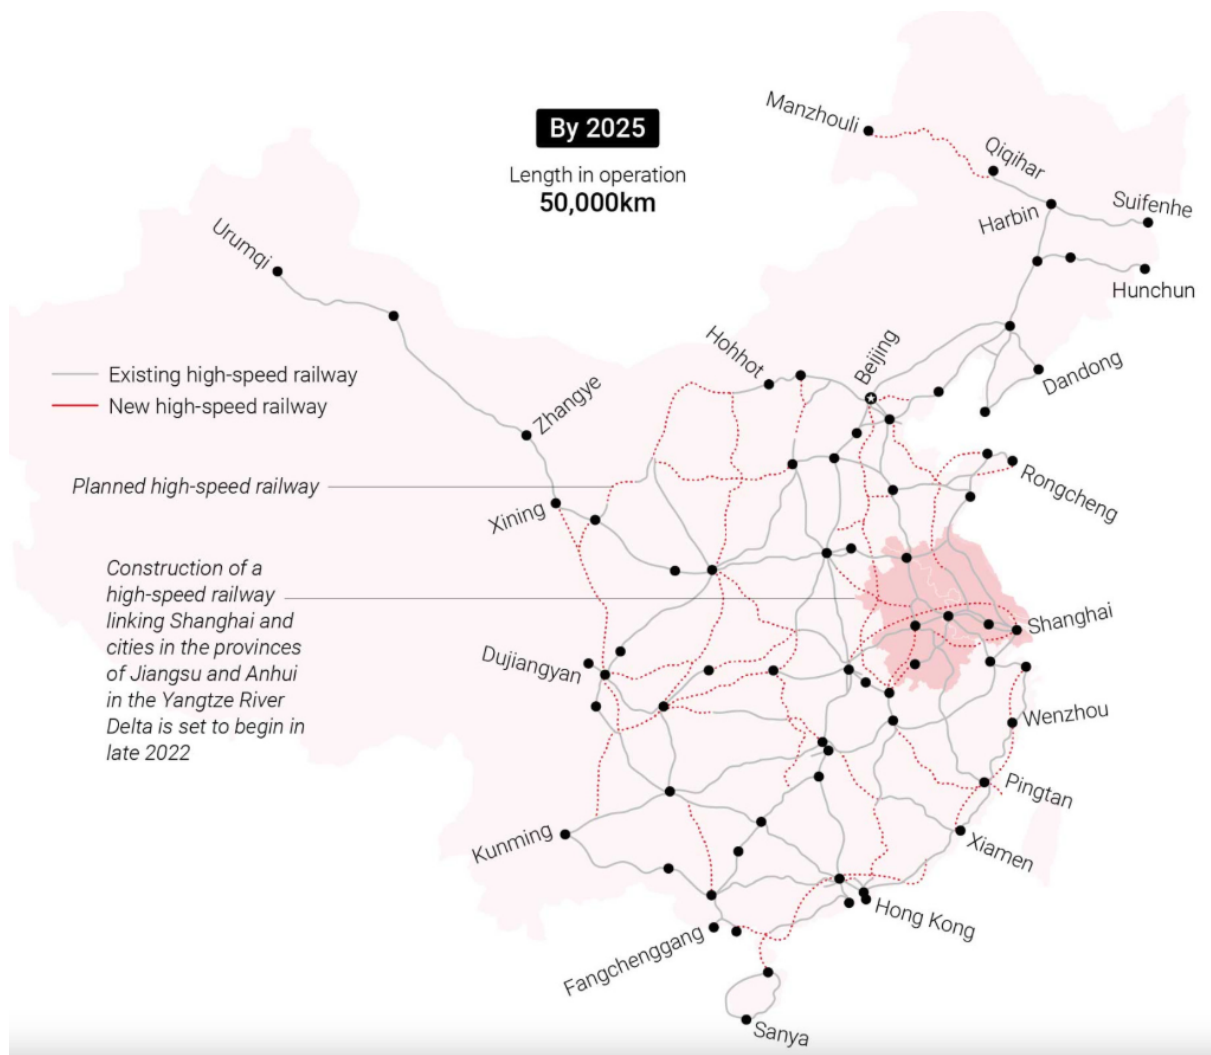 By 2025
Length in operation
50,000km
Manzhouli
Qiqihar
Harbin
Suifenhe
Hunchun
Urumqi
Hohhot
Beijing
Dandong
Existing high-speed railway
New high-speed railway
Zhangye
Planned high-speed railway
Rongcheng
Xining
Construction of a
high-speed railway
linking Shanghai and
cities in the provinces
of Jiangsu and Anhui
in the Yangtze River
Delta is set to begin in
late 2022
Shanghai
Dujiangyan
Wenzhou
Pingtan
Kunming
Xiamen
Hong Kong
Fangchenggang
Sanya